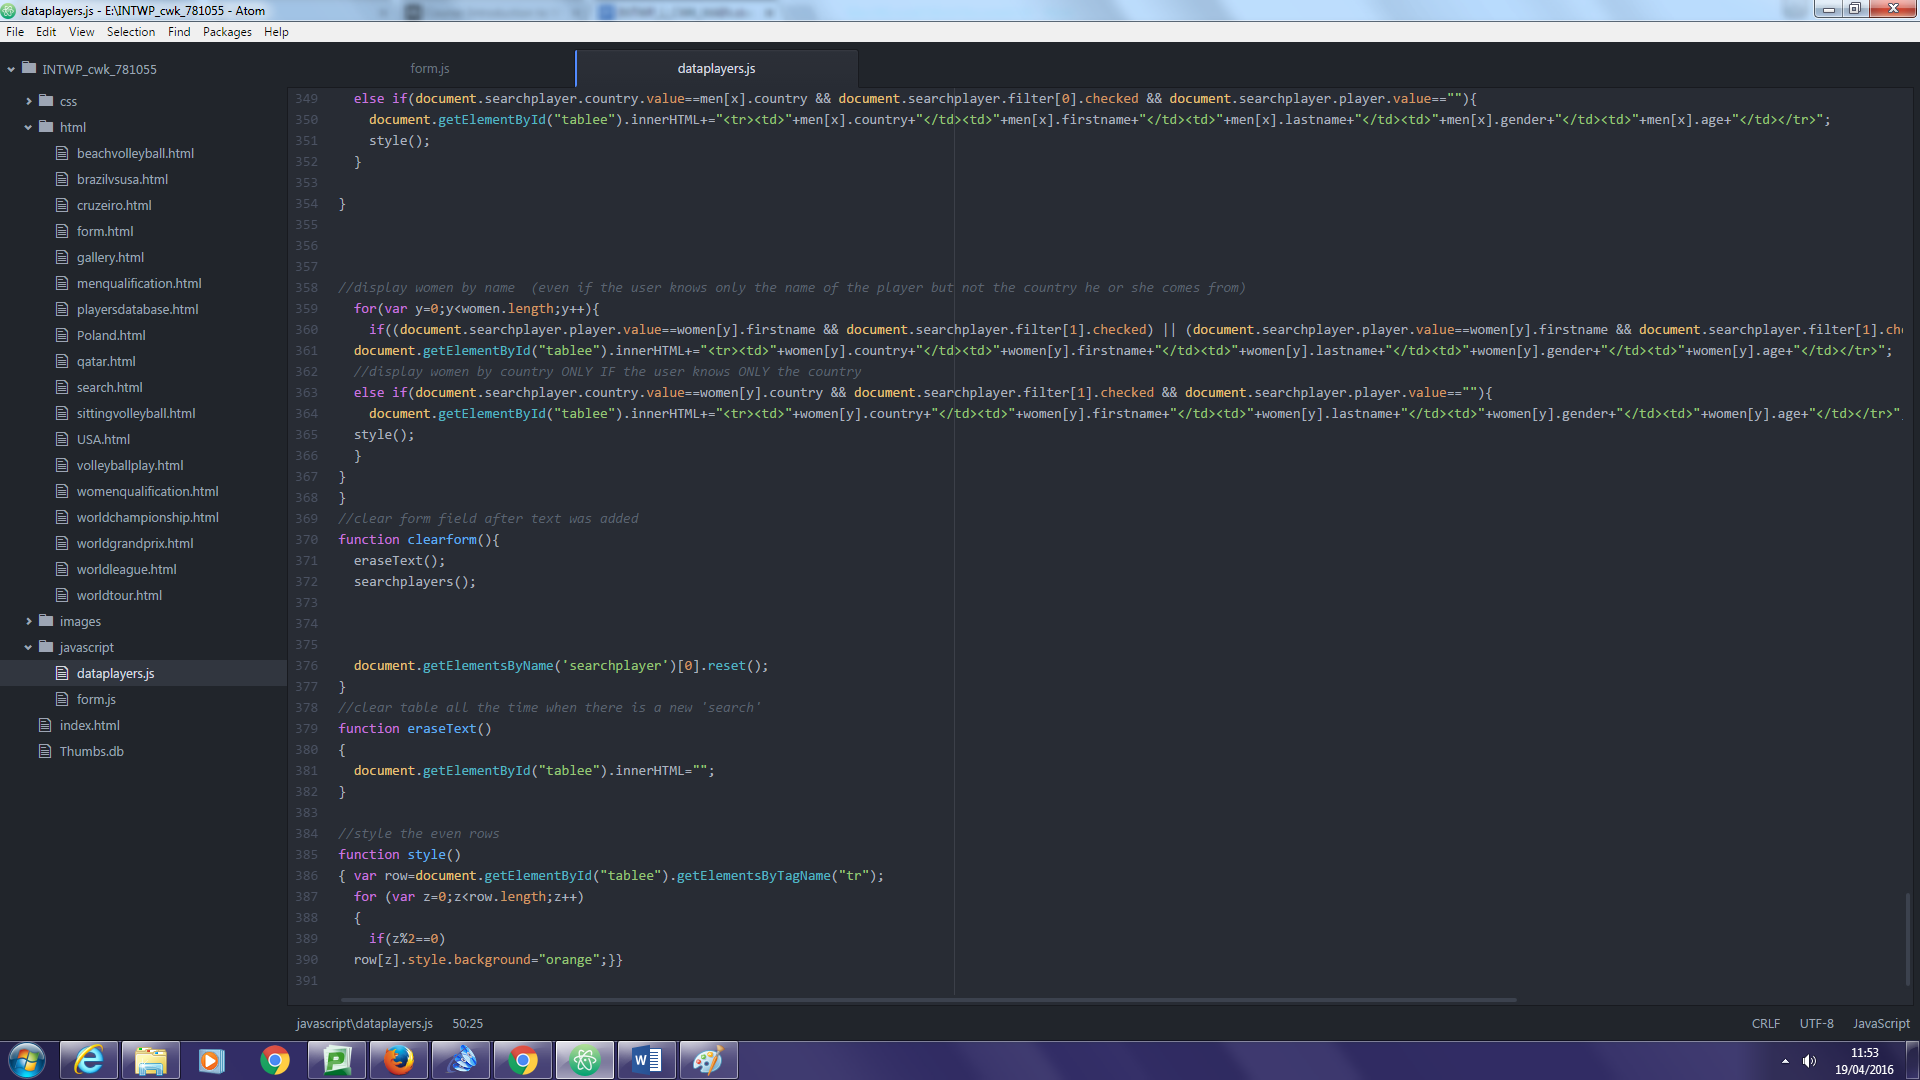 dataplayers.js - E:\INTWP_cwk_781055 - Atom
File Edit View Selection Find Packages Help
INTWP_cwk_781055
css
html
beachvolleyball.html
brazilvsusa.html
cruzeiro.html
form.html
gallery.html
menqualification.html
playersdatabase.html
Poland.html
qatar.html
search.html
sittingvolleyball.html
USA.html
volleyballplay.html
womenqualification.html
worldchampionship.html
worldgrandprix.html
worldleague.html
worldtour.html
images
javascript
dataplayers.js
form.js
index.html
Thumbs.db
form.js dataplayers.js
349 else if(document.searchplayer.country.value==men[x].country && document.searchplayer.filter[0].checked && document.searchplayer.player.value==""){
350 document.getElementById("tablee").innerHTML+="<tr><td>"+men[x].country+"</td><td>"+men[x].firstname+"</td><td>"+men[x].lastname+"</td><td>"+men[x].gender+"</td><td>"+men[x].age+"</td></tr>";
351 style();
352 }
353
354 }
355
356
357
358 //display women by name  (even if the user knows only the name of the player but not the country he or she comes from)
359 for(var y=0;y<women.length;y++){
360 if((document.searchplayer.player.value==women[y].firstname && document.searchplayer.filter[1].checked) || (document.searchplayer.player.value==women[y].firstname && document.searchplayer.filter[1].che
361 document.getElementById("tablee").innerHTML+="<tr><td>"+women[y].country+"</td><td>"+women[y].firstname+"</td><td>"+women[y].lastname+"</td><td>"+women[y].gender+"</td><td>"+women[y].age+"</td></tr>";
362 //display women by country ONLY IF the user knows ONLY the country
363 else if(document.searchplayer.country.value==women[y].country && document.searchplayer.filter[1].checked && document.searchplayer.player.value==""){
364 document.getElementById("tablee").innerHTML+="<tr><td>"+women[y].country+"</td><td>"+women[y].firstname+"</td><td>"+women[y].lastname+"</td><td>"+women[y].gender+"</td><td>"+women[y].age+"</td></tr>"
365 style();
366 }
367 }
368 }
369 //clear form field after text was added
370 function clearform(){
371 eraseText();
372 searchplayers();
373
374
375
376 document.getElementsByName('searchplayer')[0].reset();
377 }
378 //clear table all the time when there is a new 'search'
379 function eraseText()
380 {
381 document.getElementById("tablee").innerHTML="";
382 }
383
384 //style the even rows
385 function style()
386 { var row=document.getElementById("tablee").getElementsByTagName("tr");
387 for (var z=0;z<row.length;z++)
388 {
389 if(z%2==0)
390 row[z].style.background="orange";}}
391
javascript\dataplayers.js 50:25 CRLF UTF-8 JavaScript
11:53
19/04/2016